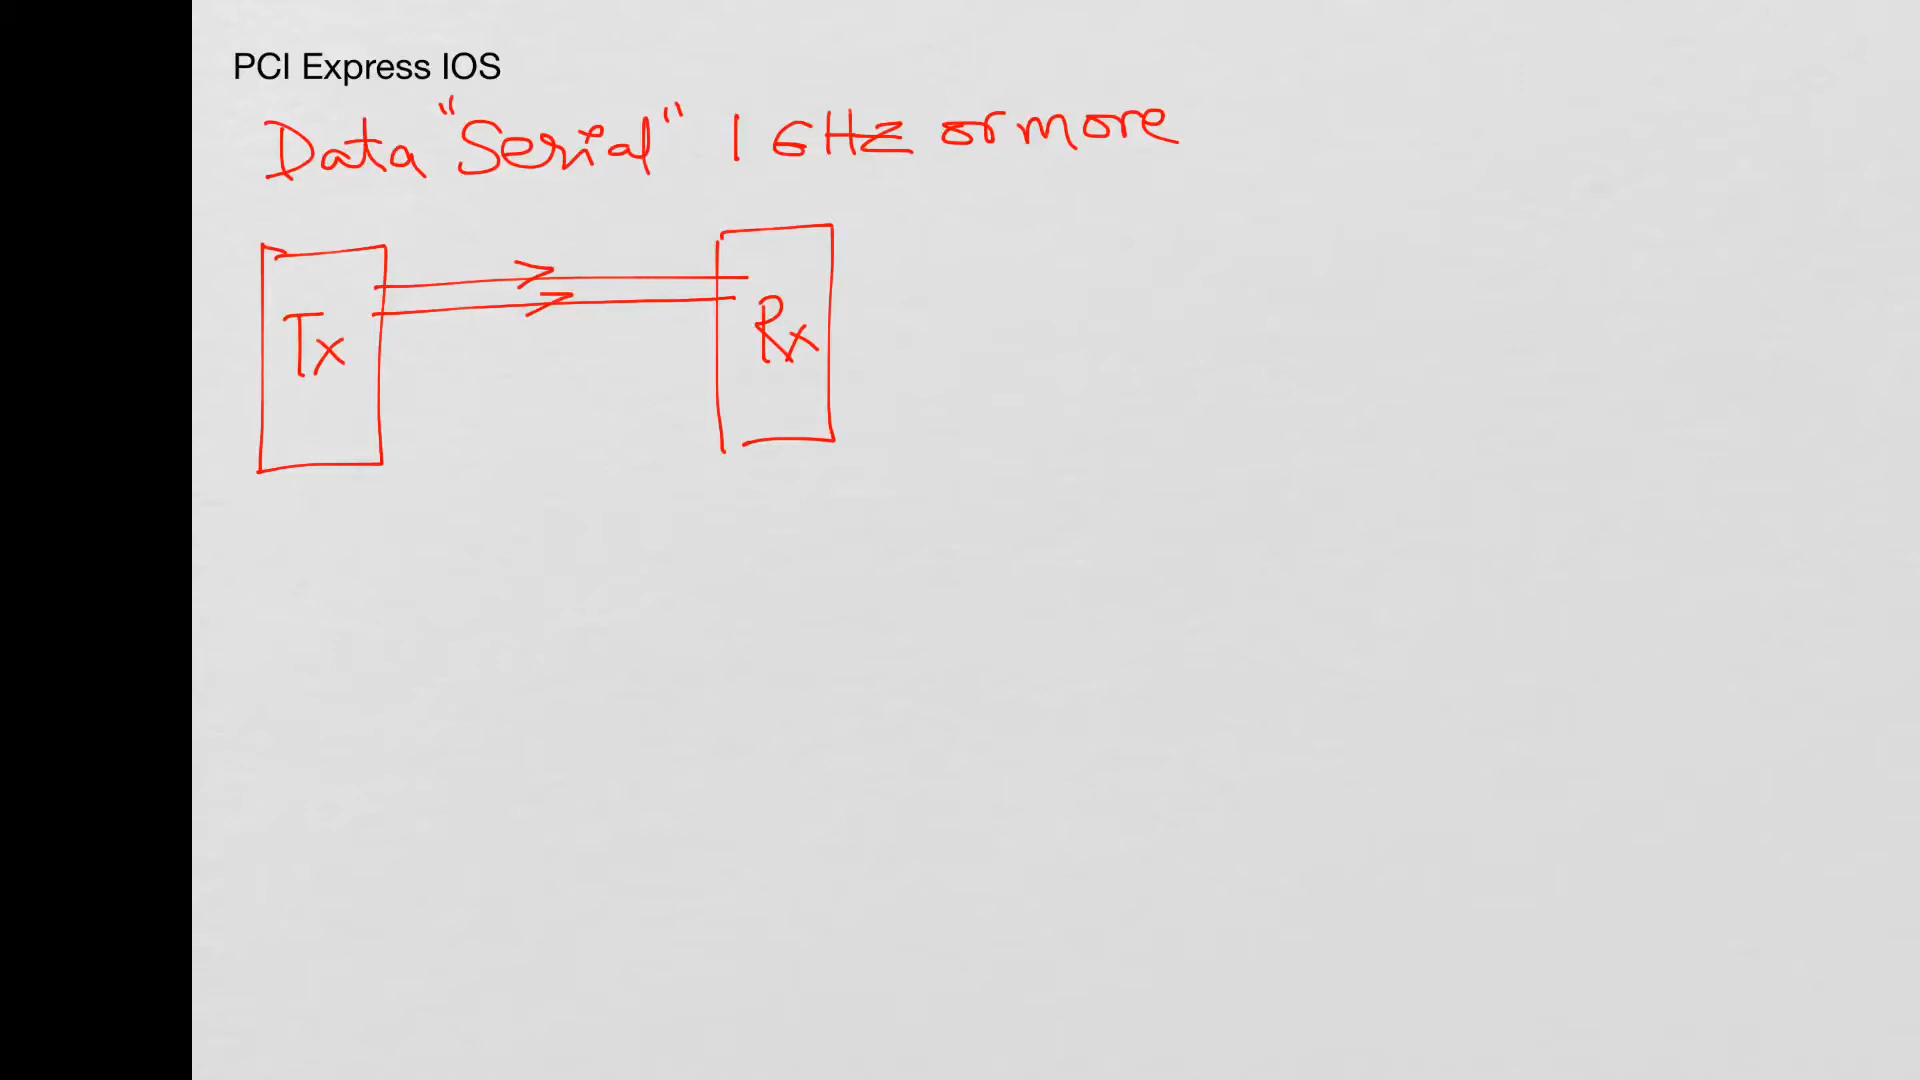 PCI Express IOS
Data "Serial" 1 GHz or more
Tx
Rx